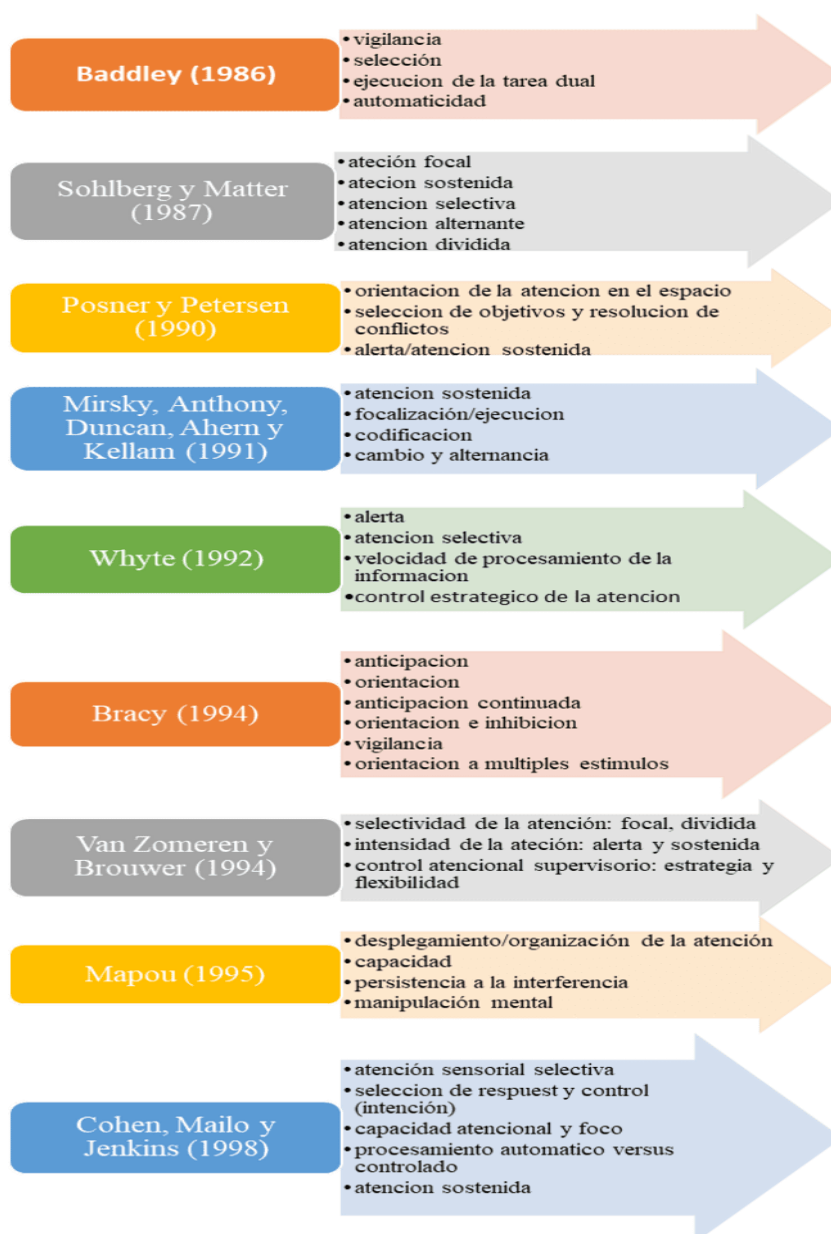 Baddley (1986)
•vigilancia
•selección
•ejecucion de la tarea dual
•automaticidad
Sohlberg y Matter
(1987)
•ateción focal
•atecion sostenida
•atencion selectiva
•atencion alternante
•atencion dividida
Posner y Petersen
(1990)
•orientacion de la atencion en el espacio
•seleccion de objetivos y resolucion de
conflictos
•alerta/atencion sostenida
Mirsky, Anthony,
Duncan, Ahern y
Kellam (1991)
•atencion sostenida
•focalización/ejecucion
•codificacion
•cambio y alternancia
Whyte (1992)
•alerta
•atencion selectiva
•velocidad de procesamiento de la
informacion
•control estrategico de la atencion
Bracy (1994)
•anticipacion
•orientacion
•anticipacion continuada
•orientacion e inhibicion
•vigilancia
•orientacion a multiples estimulos
Van Zomeren y
Brouwer (1994)
•selectividad de la atención: focal, dividida
•intensidad de la ateción: alerta y sostenida
•control atencional supervisorio: estrategia y
flexibilidad
Mapou (1995)
•desplegamiento/organización de la atención
•capacidad
•persistencia a la interferencia
•manipulación mental
Cohen, Mailo y
Jenkins (1998)
•atención sensorial selectiva
•seleccion de respuest y control
(intención)
•capacidad atencional y foco
•procesamiento automatico versus
controlado
•atencion sostenida